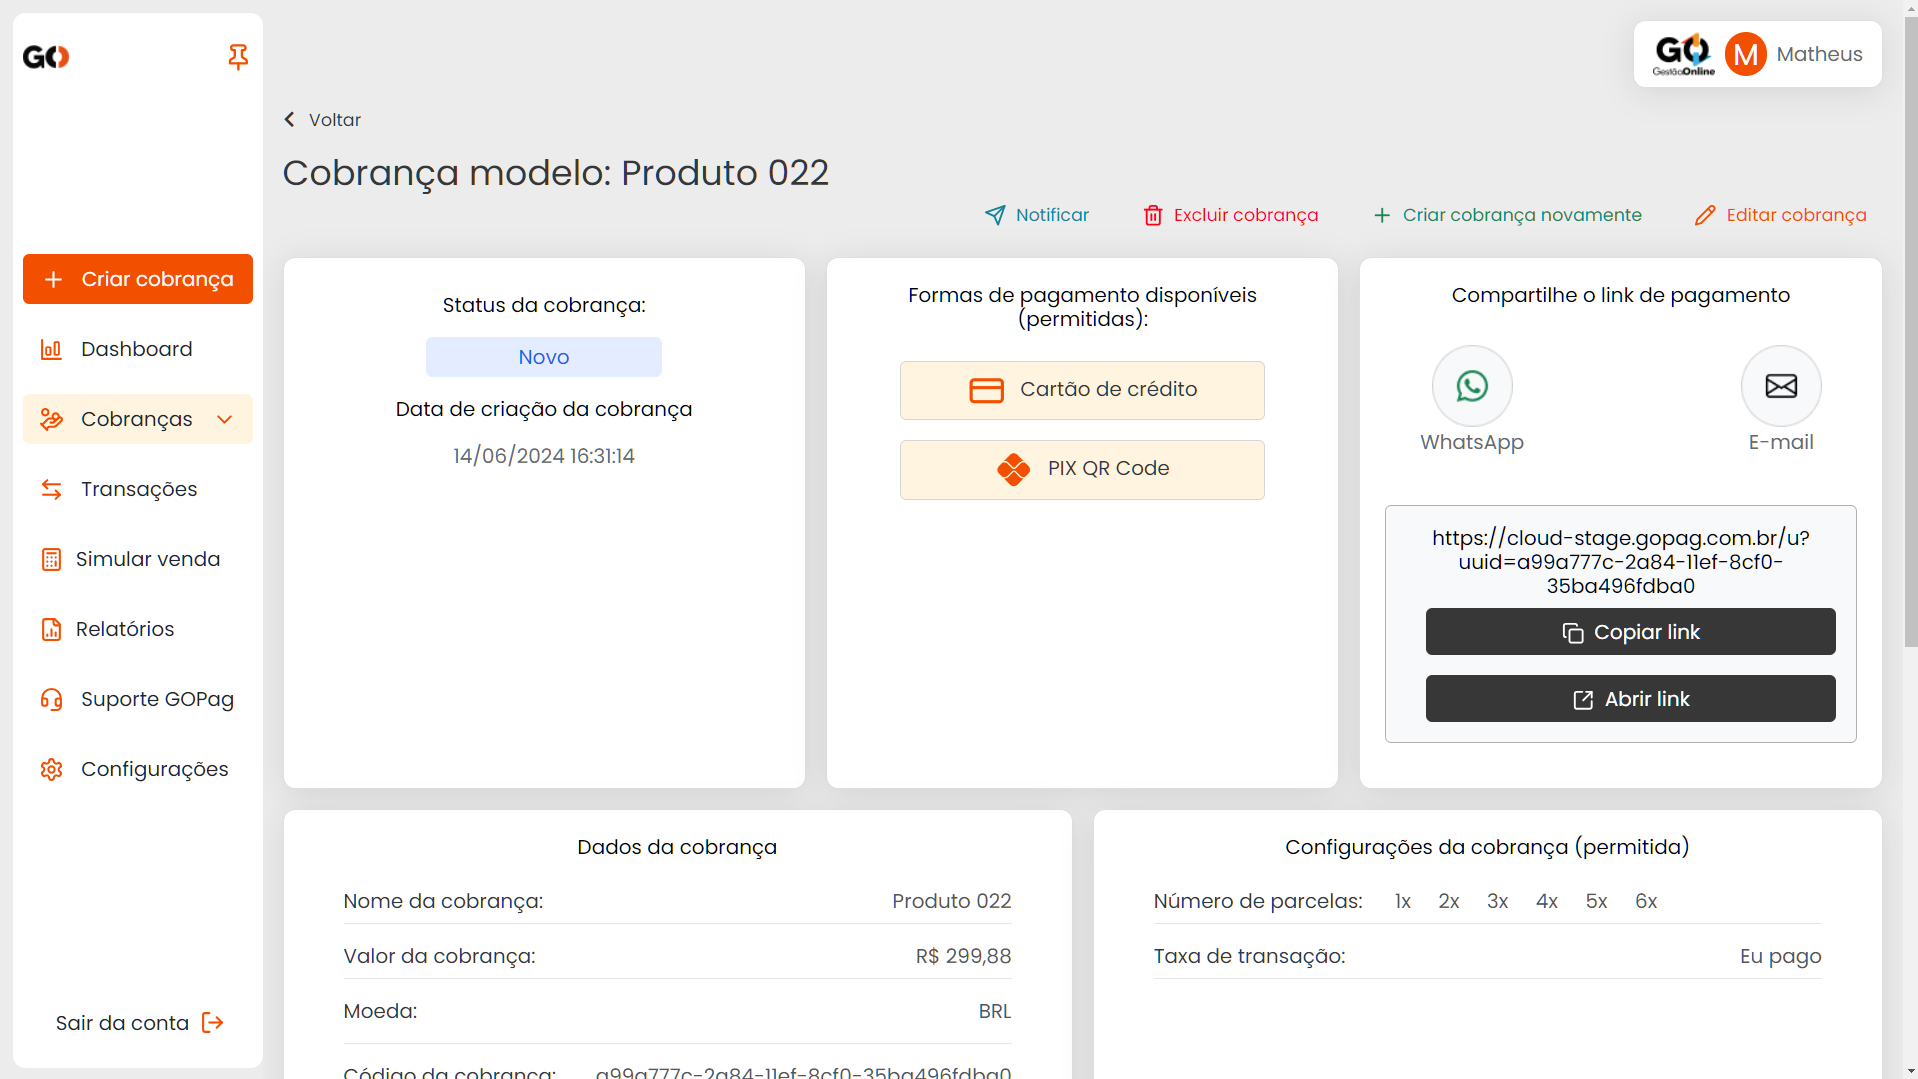 GO
GO
GestãoOnline
M
Matheus
Voltar
Cobrança modelo: Produto 022
Notificar
Excluir cobrança
Criar cobrança novamente
Editar cobrança
Criar cobrança
Dashboard
Cobranças
Transações
Simular venda
Relatórios
Suporte GOPag
Configurações
Sair da conta
Status da cobrança:
Novo
Data de criação da cobrança
14/06/2024 16:31:14
Formas de pagamento disponíveis
(permitidas):
Cartão de crédito
PIX QR Code
Compartilhe o link de pagamento
WhatsApp
E-mail
https://cloud-stage.gopag.com.br/u?
uuid=a99a777c-2a84-11ef-8cf0-
35ba496fdba0
Copiar link
Abrir link
Dados da cobrança
Nome da cobrança: Produto 022
Valor da cobrança: R$ 299,88
Moeda: BRL
Código da cobrança: a99a777c-2a84-11ef-8cf0-35ba496fdba0
Configurações da cobrança (permitida)
Número de parcelas: 1x 2x 3x 4x 5x 6x
Taxa de transação: Eu pago